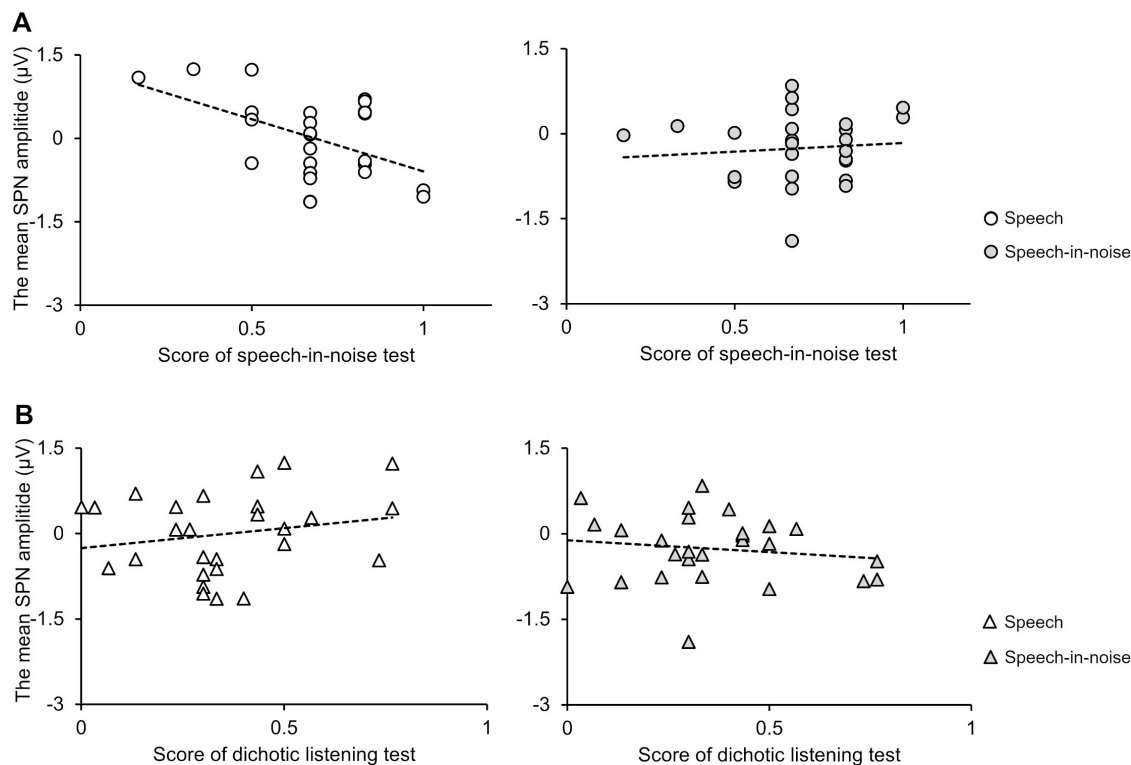 A
The mean SPN amplitide (µV)
1.5
0
-1.5
-3
0
0.5
1
Score of speech-in-noise test
1.5
0
-1.5
-3
0
0.5
1
Score of speech-in-noise test
Speech
Speech-in-noise
B
The mean SPN amplitide (µV)
1.5
0
-1.5
-3
0
0.5
1
Score of dichotic listening test
1.5
0
-1.5
-3
0
0.5
1
Score of dichotic listening test
Speech
Speech-in-noise